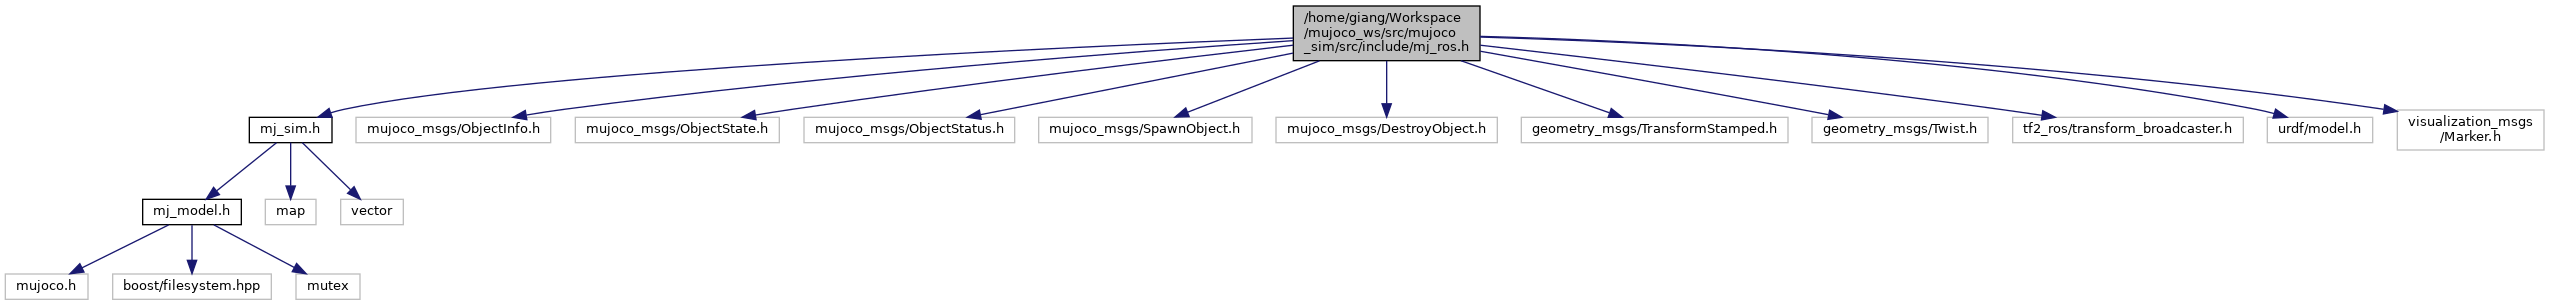 /home/giang/Workspace
/mujoco_ws/src/mujoco
_sim/src/include/mj_ros.h
mj_sim.h
mujoco_msgs/ObjectInfo.h
mujoco_msgs/ObjectState.h
mujoco_msgs/ObjectStatus.h
mujoco_msgs/SpawnObject.h
mujoco_msgs/DestroyObject.h
geometry_msgs/TransformStamped.h
geometry_msgs/Twist.h
tf2_ros/transform_broadcaster.h
urdf/model.h
visualization_msgs
/Marker.h
mj_model.h
map
vector
mujoco.h
boost/filesystem.hpp
mutex